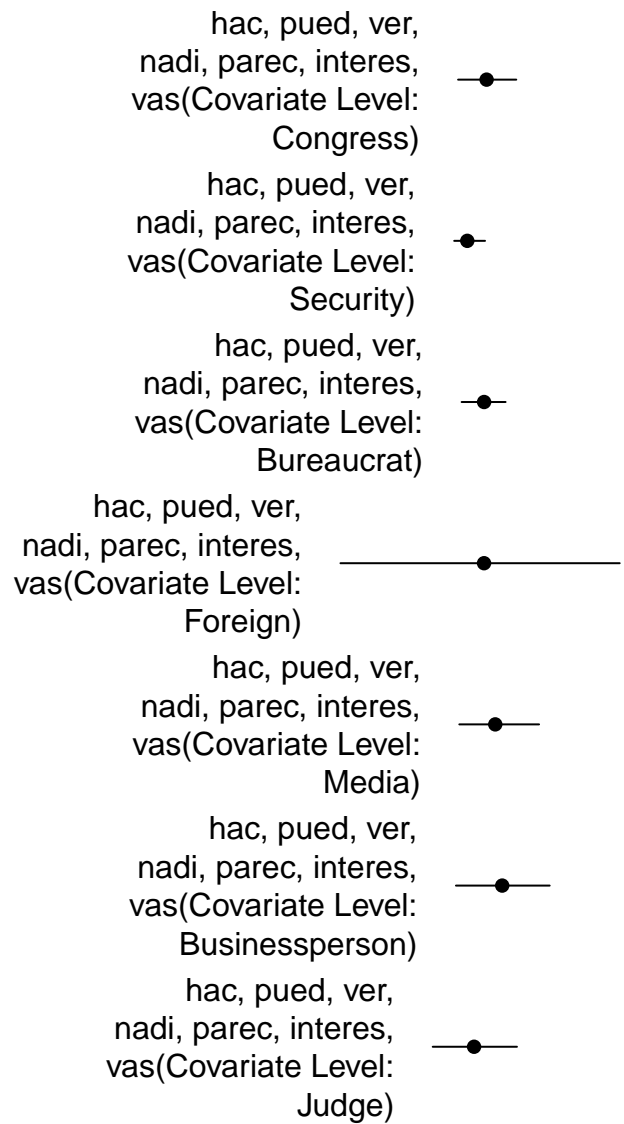 hac, pued, ver,
nadi, parec, interes,
vas(Covariate Level:
Congress)
hac, pued, ver,
nadi, parec, interes,
vas(Covariate Level:
Security)
hac, pued, ver,
nadi, parec, interes,
vas(Covariate Level:
Bureaucrat)
hac, pued, ver,
nadi, parec, interes,
vas(Covariate Level:
Foreign)
hac, pued, ver,
nadi, parec, interes,
vas(Covariate Level:
Media)
hac, pued, ver,
nadi, parec, interes,
vas(Covariate Level:
Businessperson)
hac, pued, ver,
nadi, parec, interes,
vas(Covariate Level:
Judge)